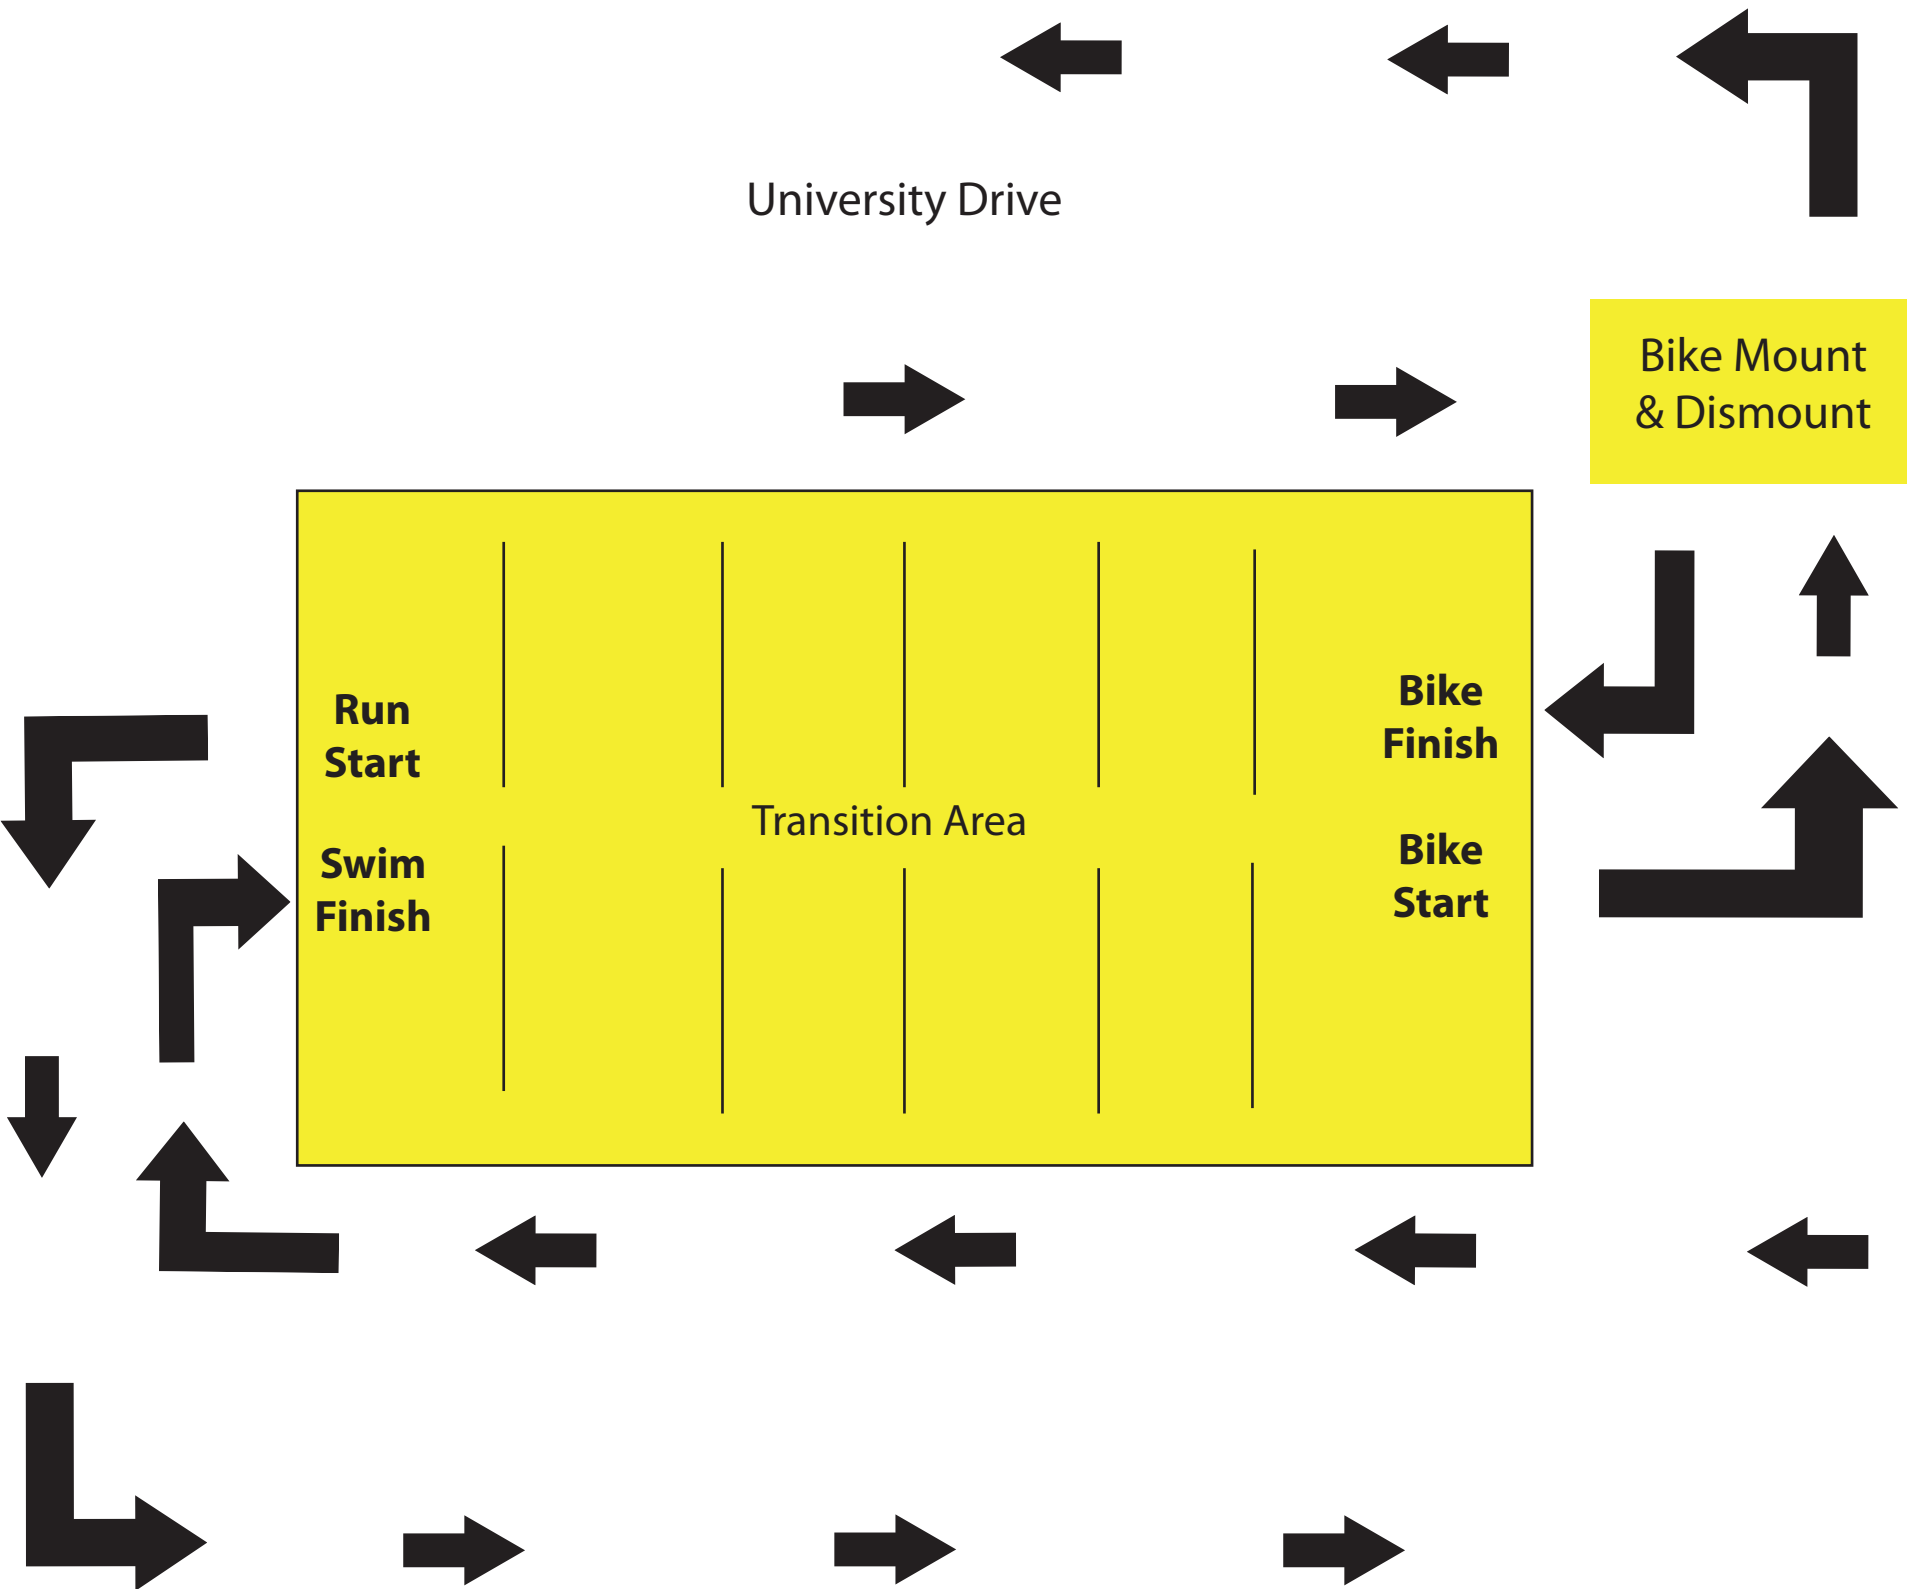 University Drive
Bike Mount
& Dismount
Run
Start
Swim
Finish
Transition Area
Bike
Finish
Bike
Start